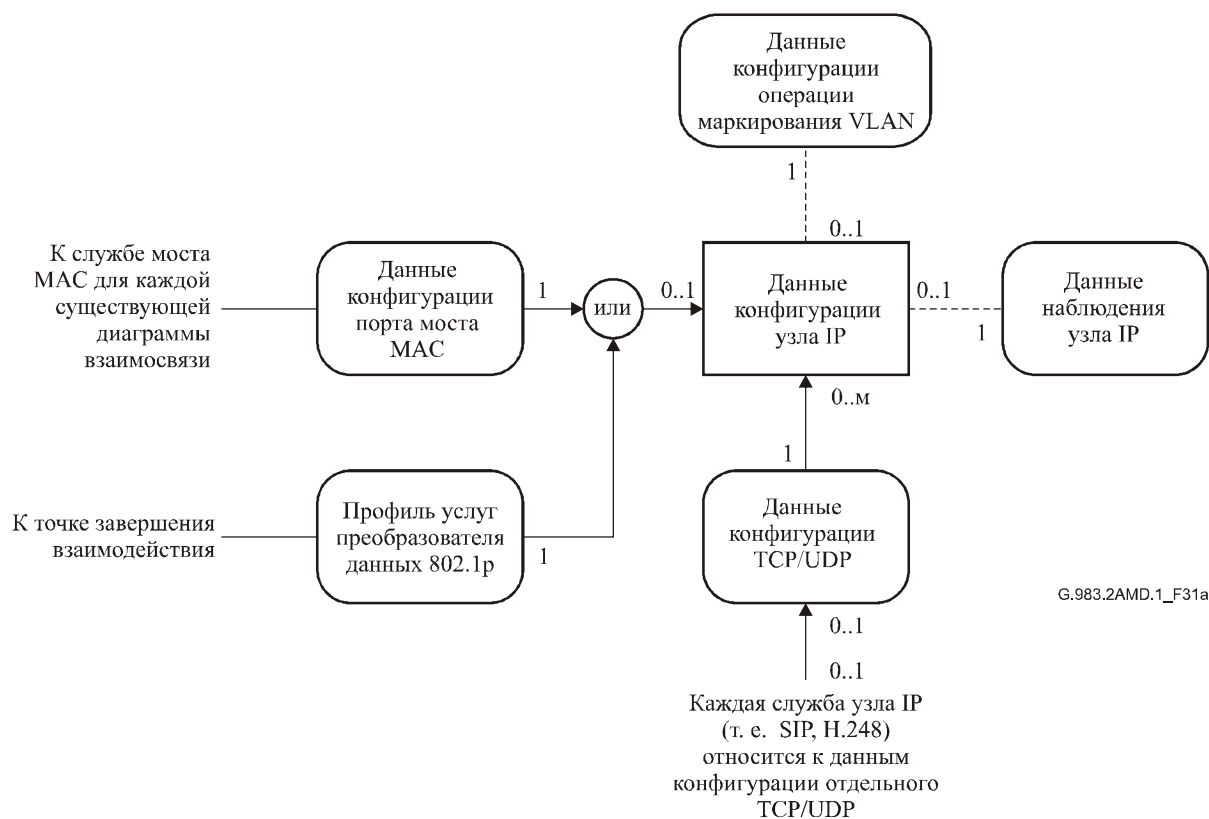 Данные
конфигурации
операции
маркирования VLAN
1
0..1
К службе моста
МАС для каждой
существующей
диаграммы
взаимосвязи
Данные
конфигурации
порта моста
МАС
1
или
0..1
Данные
конфигурации
узла IP
0..1
1
Данные
наблюдения
узла IP
0..м
1
К точке завершения
взаимодействия
Профиль услуг
преобразователя
данных 802.1p
1
Данные
конфигурации
TCP/UDP
G.983.2AMD.1_F31a
0..1
0..1
Каждая служба узла IP
(т. е. SIP, H.248)
относится к данным
конфигурации отдельного
TCP/UDP